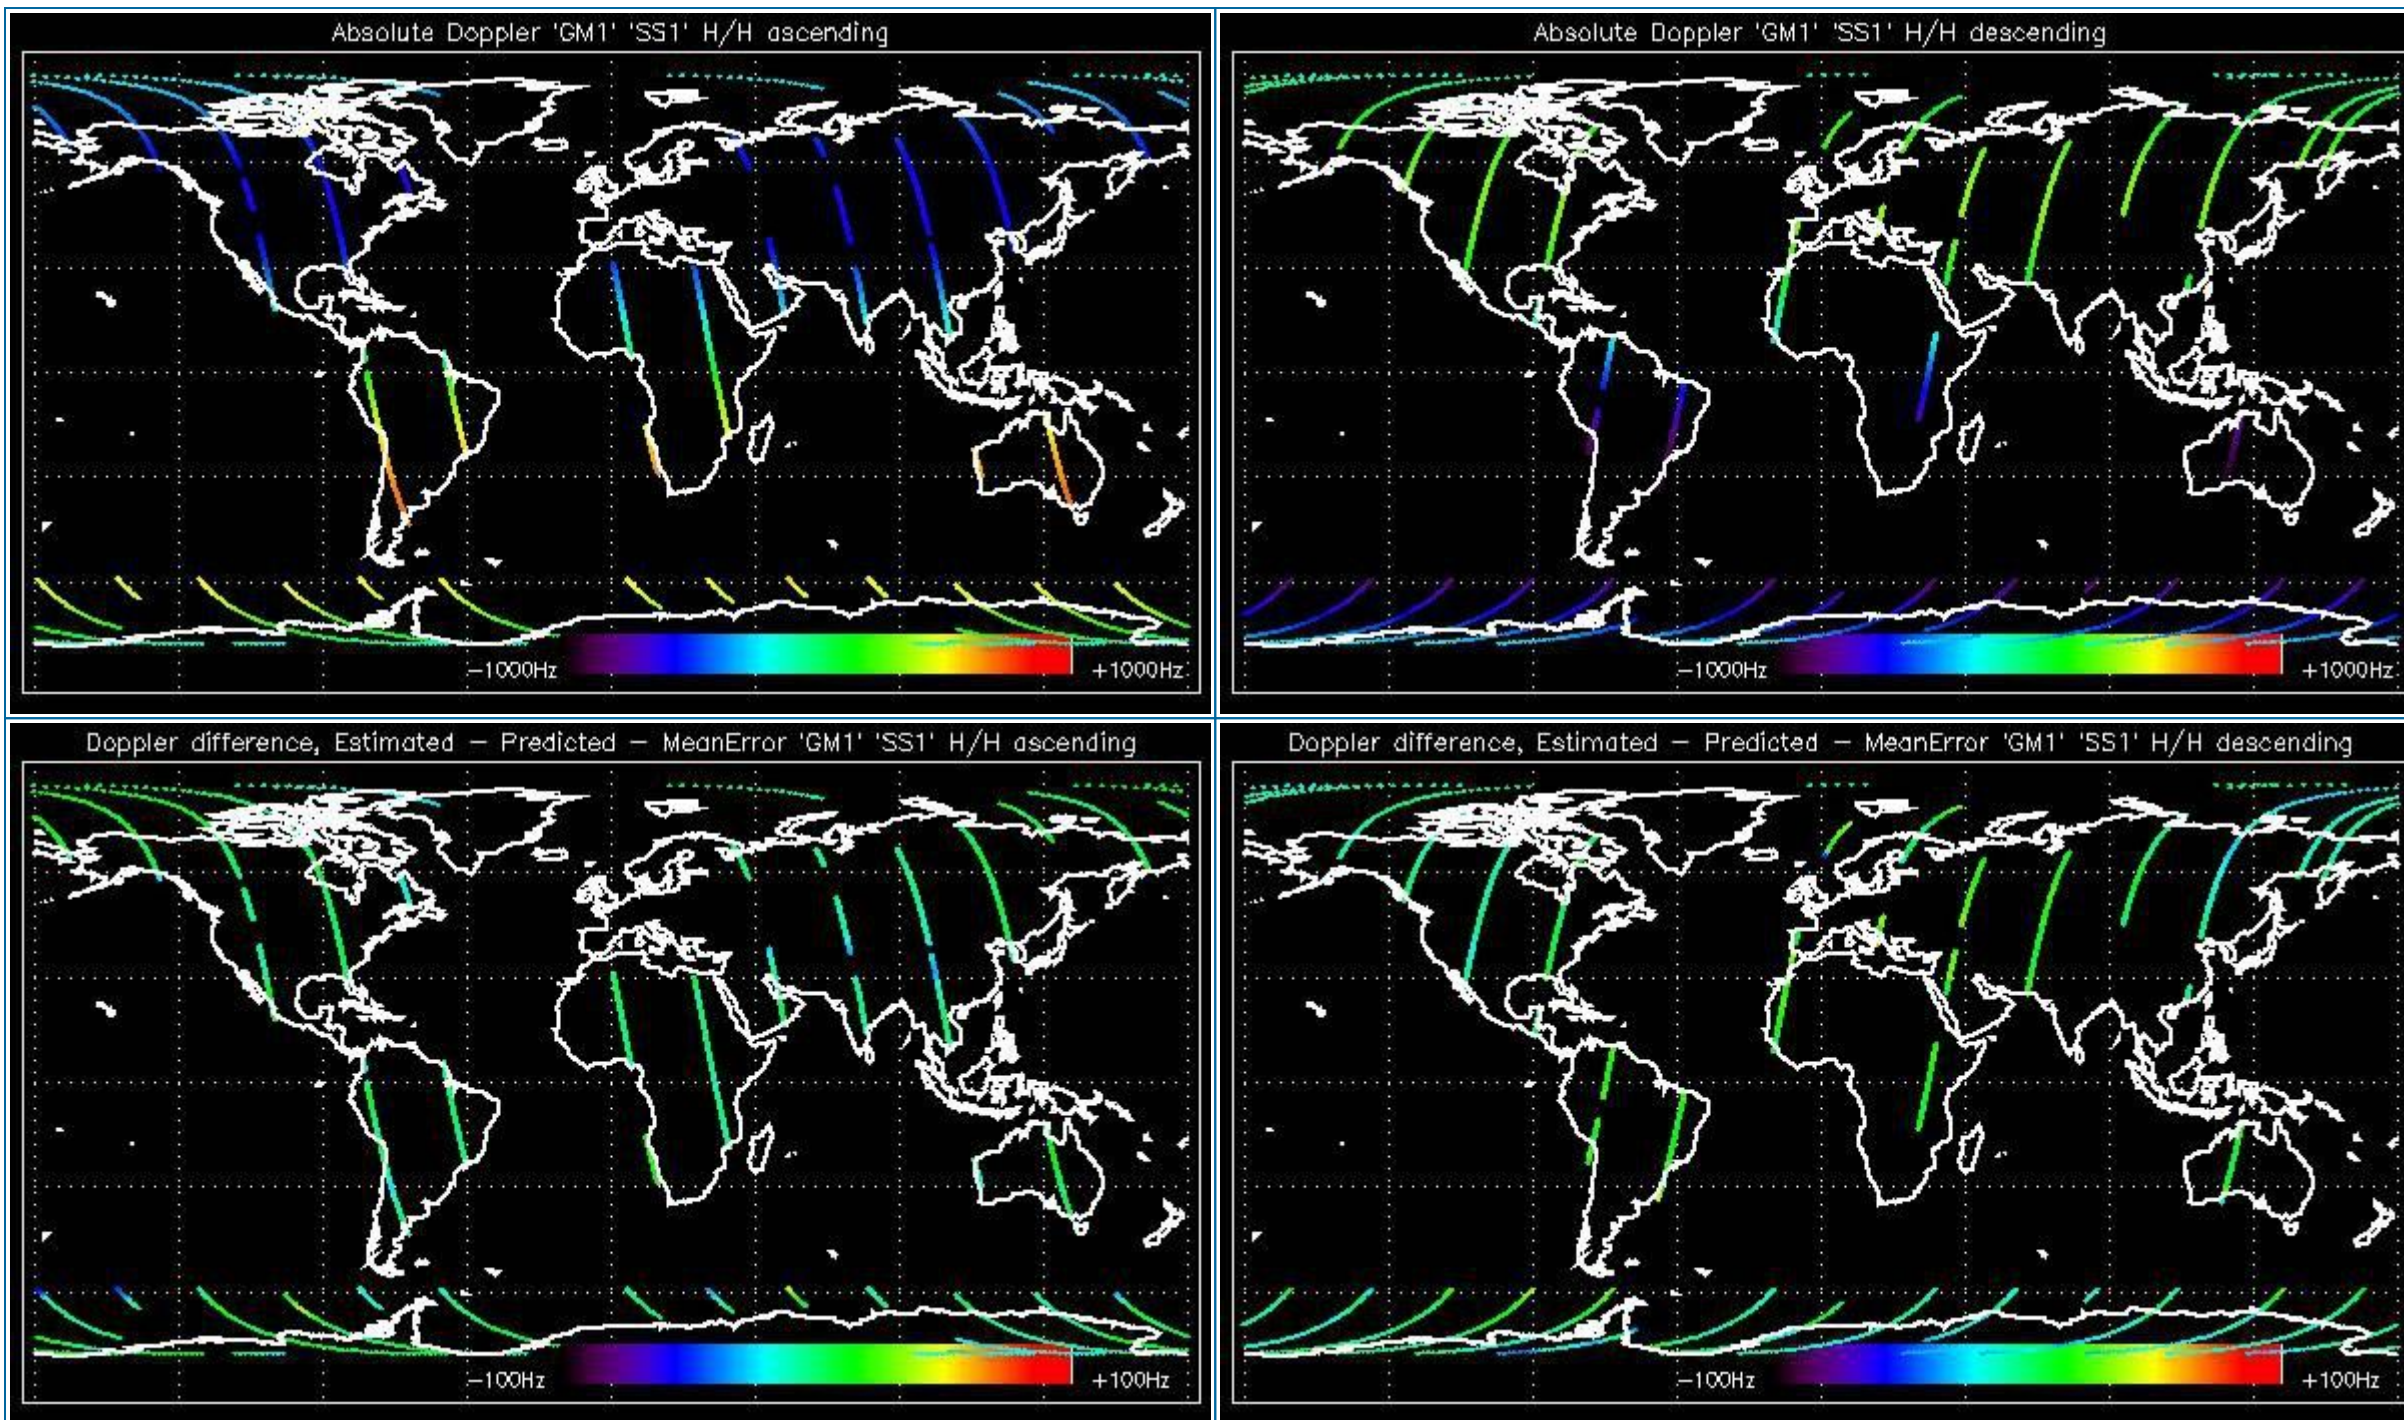 Absolute Doppler 'GM1' 'SS1' H/H ascending
-1000Hz
+1000Hz
Absolute Doppler 'GM1' 'SS1' H/H descending
-1000Hz
+1000Hz
Doppler difference, Estimated - Predicted - MeanError 'GM1' 'SS1' H/H ascending
-100Hz
+100Hz
Doppler difference, Estimated - Predicted - MeanError 'GM1' 'SS1' H/H descending
-100Hz
+100Hz